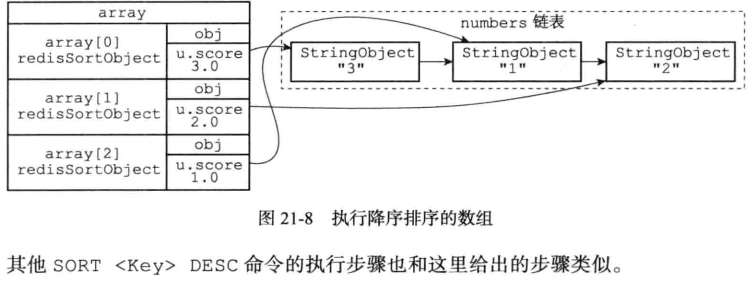 array
array[0]
redisSortObject
obj
u.score
3.0
array[1]
redisSortObject
obj
u.score
2.0
array[2]
redisSortObject
obj
u.score
1.0
numbers 链表
StringObject
"3"
StringObject
"1"
StringObject
"2"
图 21-8 执行降序排序的数组
其他 SORT <Key> DESC 命令的执行步骤也和这里给出的步骤类似。